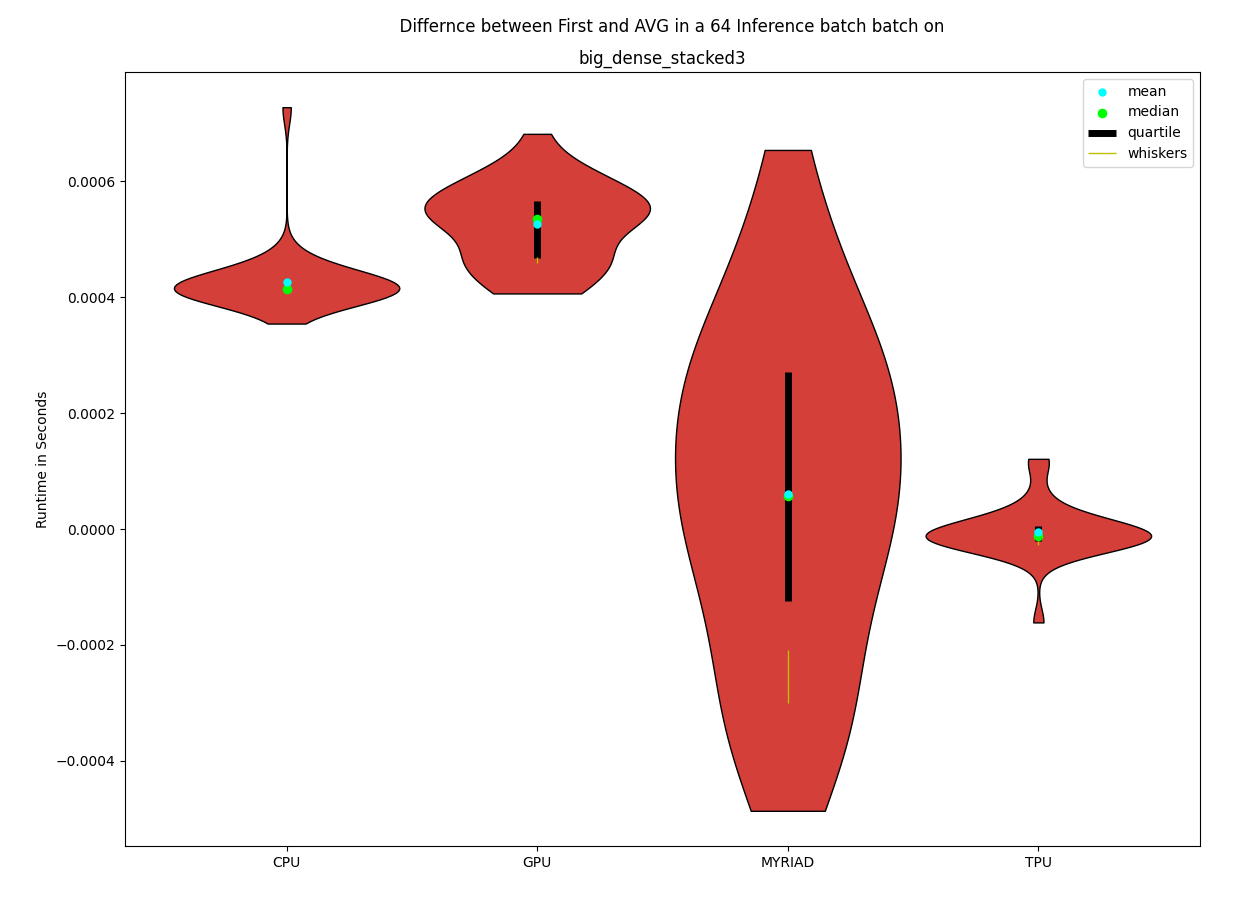 Differnce between First and AVG in a 64 Inference batch batch on
big_dense_stacked3
mean
median
quartile
whiskers
Runtime in Seconds
0.0006
0.0004
0.0002
0.0000
−0.0002
−0.0004
CPU GPU MYRIAD TPU